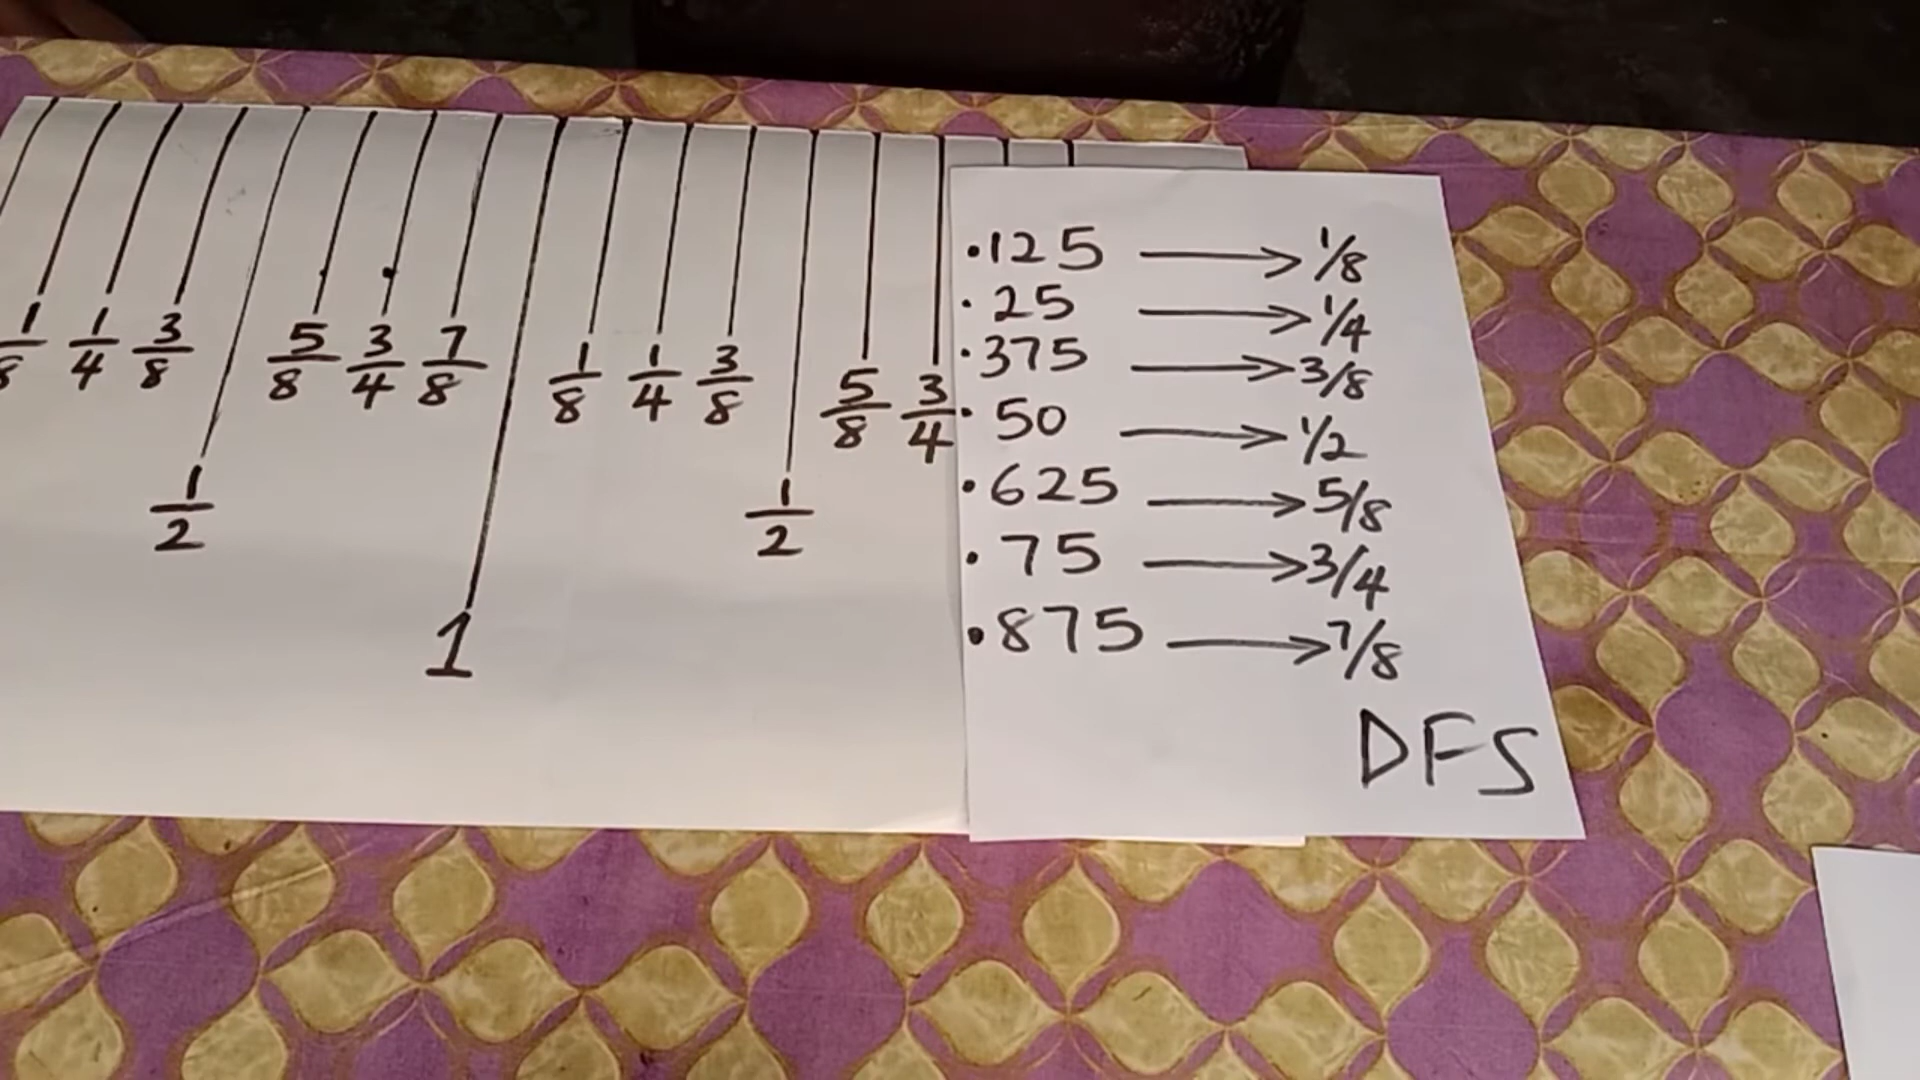 1/8 1/4 3/8 5/8 3/4 7/8 1/8 1/4 3/8 5/8 3/4
1/2 1/2
1
.125 → 1/8
.25 → 1/4
.375 → 3/8
.50 → 1/2
.625 → 5/8
.75 → 3/4
.875 → 7/8
DFS